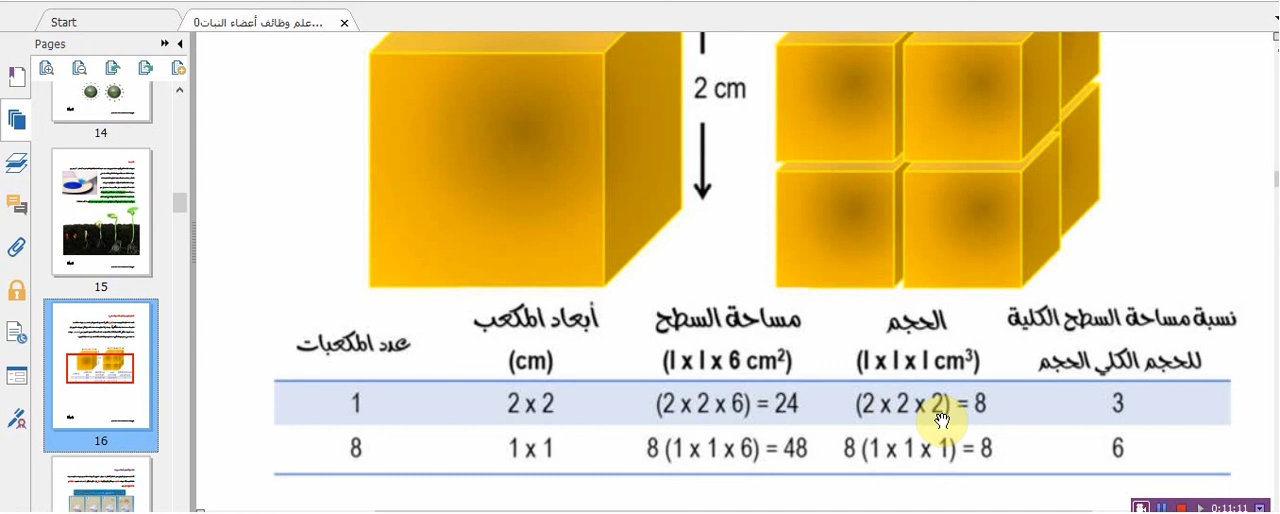 Start
علم وظائف أعضاء النبات0...
Pages
14
15
16
2 cm
عدد المكعبات
أبعاد المكعب
(cm)
مساحة السطح
(l x l x 6 cm²)
الحجم
(l x l x l cm³)
نسبة مساحة السطح الكلية
للحجم الكلي الحجم
1
2 x 2
(2 x 2 x 6) = 24
(2 x 2 x 2) = 8
3
8
1 x 1
8 (1 x 1 x 6) = 48
8 (1 x 1 x 1) = 8
6
0:11:11